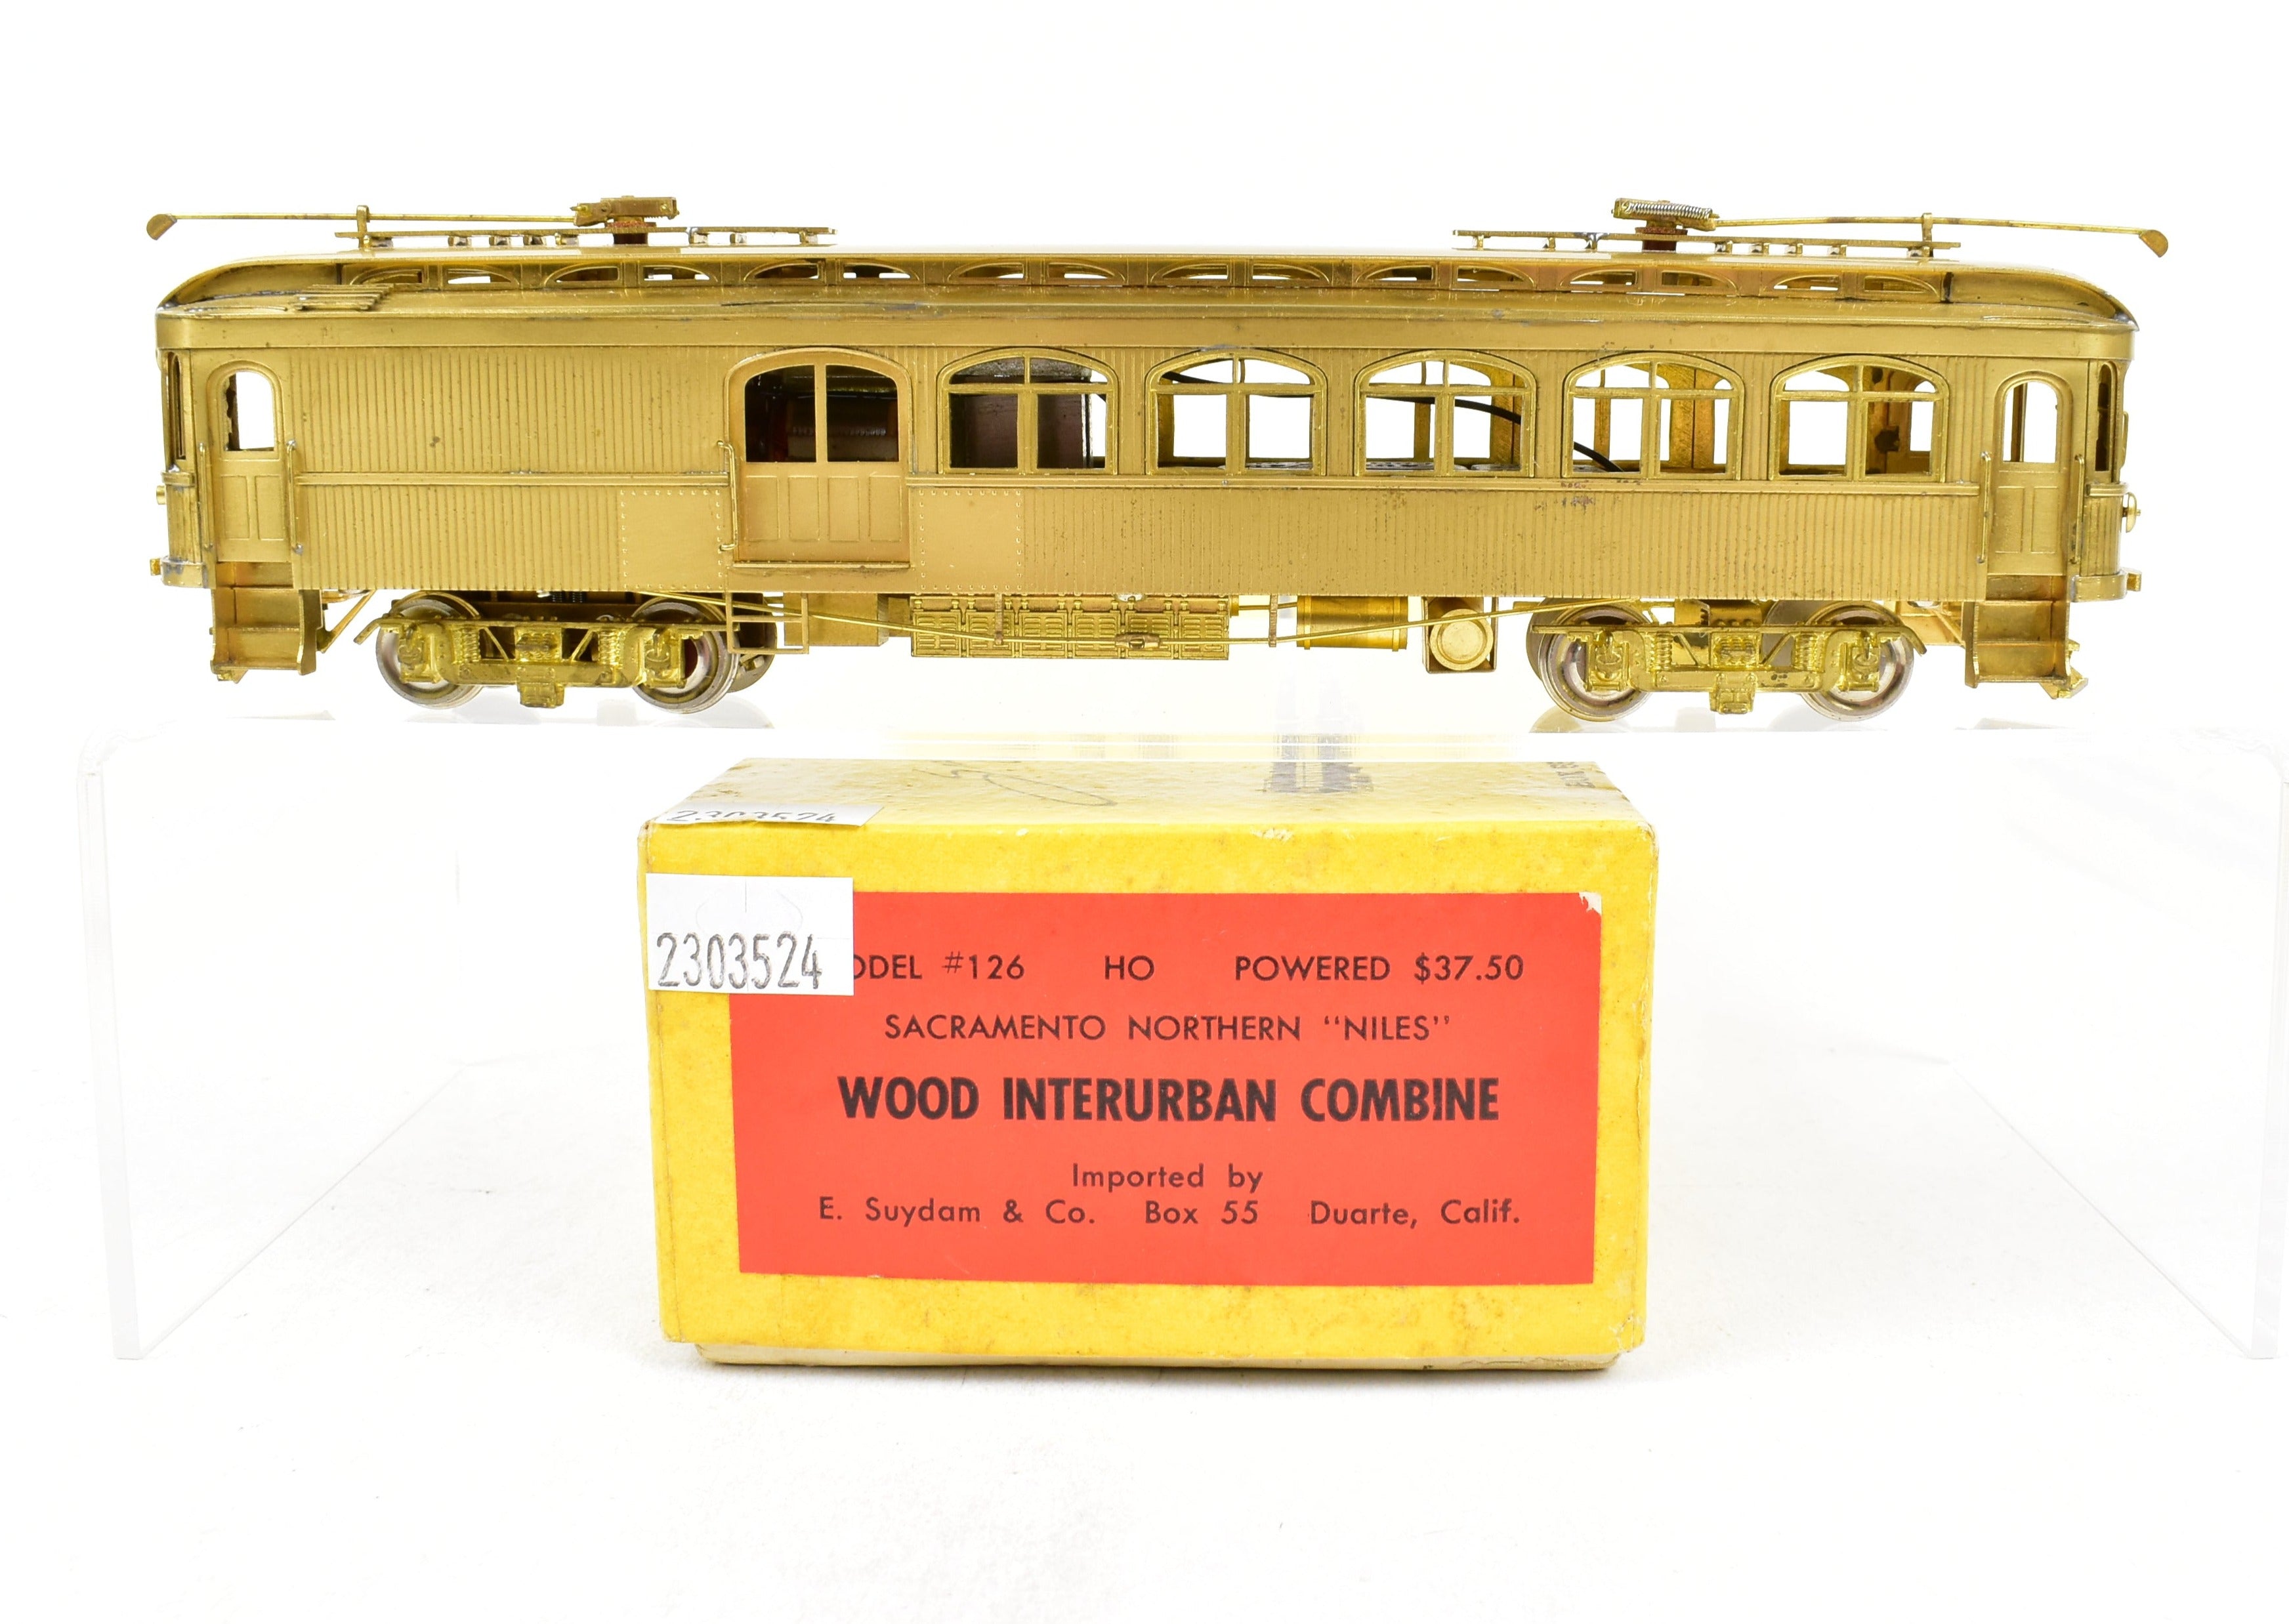 2303524
2303524
ODEL #126 HO POWERED $37.50
SACRAMENTO NORTHERN "NILES"
WOOD INTERURBAN COMBINE
Imported by
E. Suydam & Co. Box 55 Duarte, Calif.